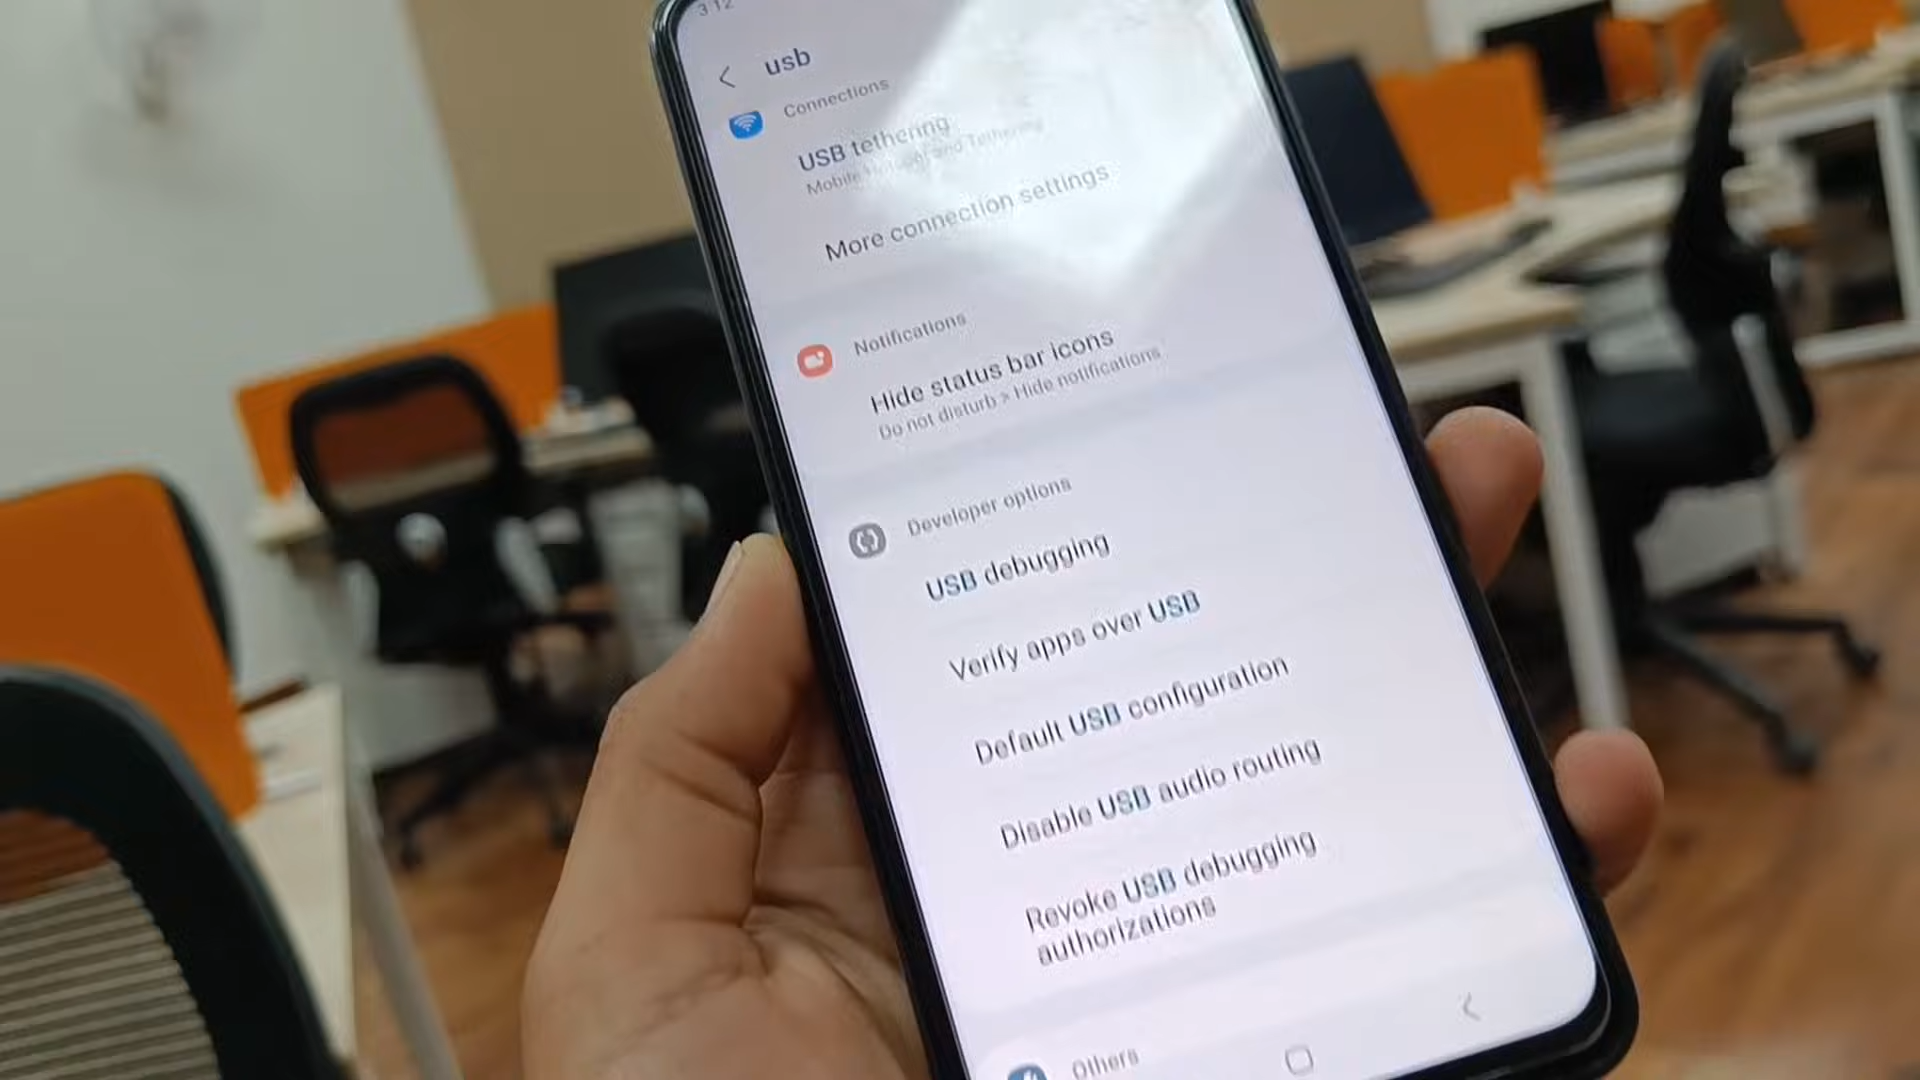 3:12
usb
Connections
USB tethering
Mobile Hotspot and Tethering
More connection settings
Notifications
Hide status bar icons
Do not disturb > Hide notifications
Developer options
USB debugging
Verify apps over USB
Default USB configuration
Disable USB audio routing
Revoke USB debugging
authorizations
Others